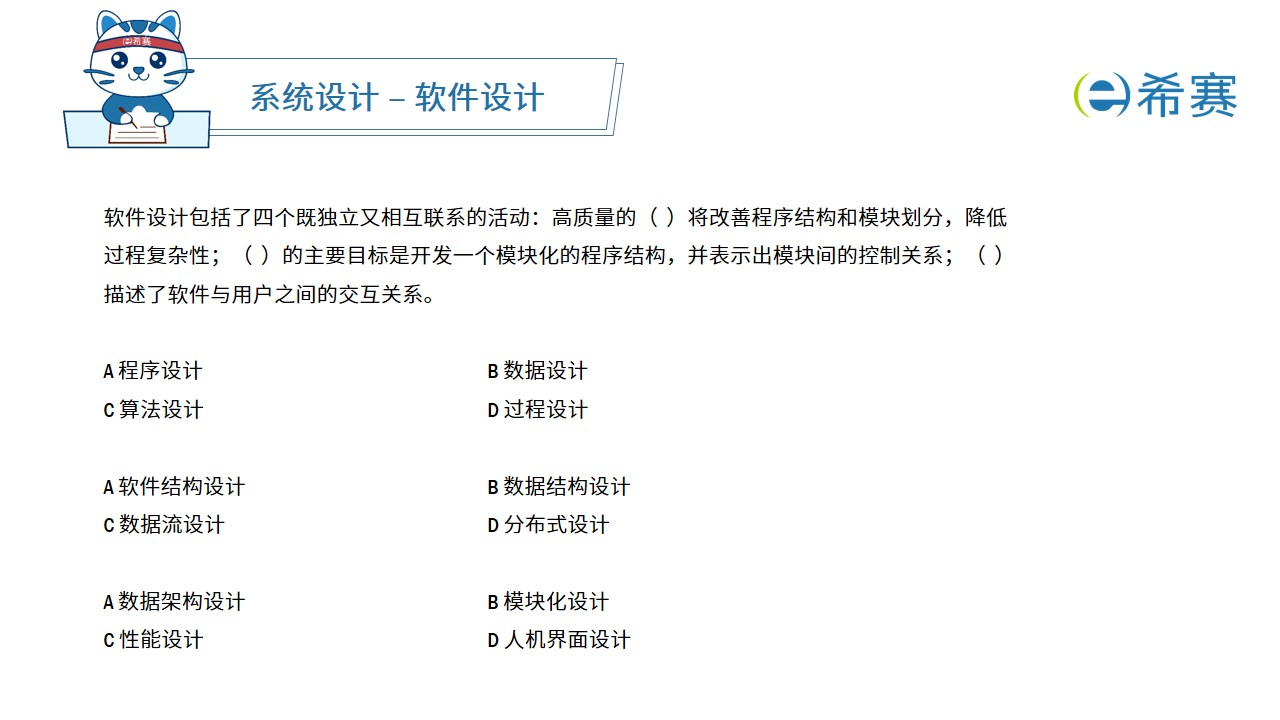 希赛
系统设计 – 软件设计
希赛
软件设计包括了四个既独立又相互联系的活动：高质量的（ ）将改善程序结构和模块划分，降低
过程复杂性；（ ）的主要目标是开发一个模块化的程序结构，并表示出模块间的控制关系；（ ）
描述了软件与用户之间的交互关系。
A 程序设计 B 数据设计
C 算法设计 D 过程设计
A 软件结构设计 B 数据结构设计
C 数据流设计 D 分布式设计
A 数据架构设计 B 模块化设计
C 性能设计 D 人机界面设计